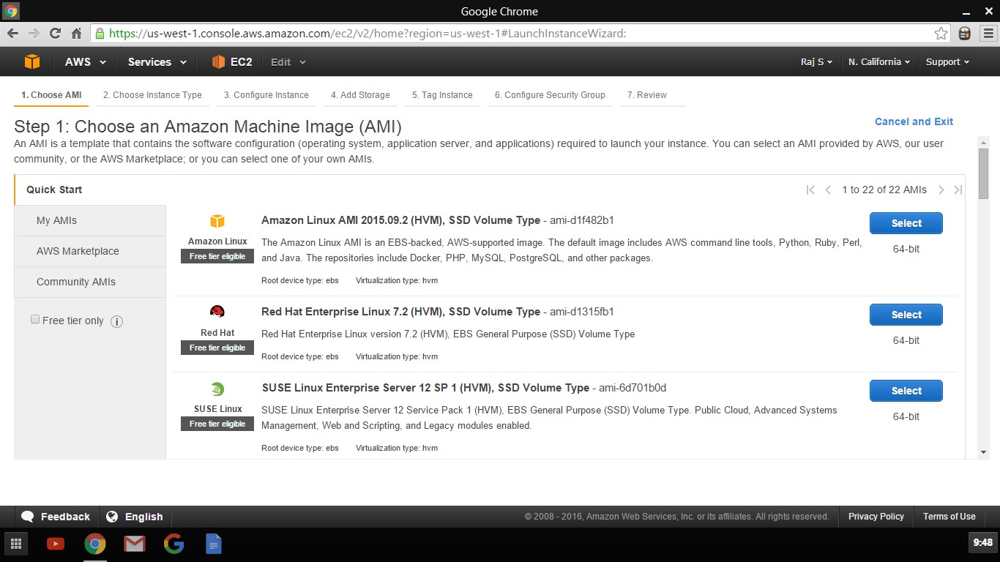 Google Chrome
https://us-west-1.console.aws.amazon.com/ec2/v2/home?region=us-west-1#LaunchInstanceWizard:
AWS Services EC2 Edit Raj S N. California Support
1. Choose AMI 2. Choose Instance Type 3. Configure Instance 4. Add Storage 5. Tag Instance 6. Configure Security Group 7. Review
Step 1: Choose an Amazon Machine Image (AMI)
Cancel and Exit
An AMI is a template that contains the software configuration (operating system, application server, and applications) required to launch your instance. You can select an AMI provided by AWS, our user
community, or the AWS Marketplace; or you can select one of your own AMIs.
Quick Start
1 to 22 of 22 AMIs
My AMIs
AWS Marketplace
Community AMIs
Free tier only
Amazon Linux
Free tier eligible
Amazon Linux AMI 2015.09.2 (HVM), SSD Volume Type - ami-d1f482b1
The Amazon Linux AMI is an EBS-backed, AWS-supported image. The default image includes AWS command line tools, Python, Ruby, Perl,
and Java. The repositories include Docker, PHP, MySQL, PostgreSQL, and other packages.
Root device type: ebs Virtualization type: hvm
Select
64-bit
Red Hat
Free tier eligible
Red Hat Enterprise Linux 7.2 (HVM), SSD Volume Type - ami-d1315fb1
Red Hat Enterprise Linux version 7.2 (HVM), EBS General Purpose (SSD) Volume Type
Root device type: ebs Virtualization type: hvm
Select
64-bit
SUSE Linux
Free tier eligible
SUSE Linux Enterprise Server 12 SP 1 (HVM), SSD Volume Type - ami-6d701b0d
SUSE Linux Enterprise Server 12 Service Pack 1 (HVM), EBS General Purpose (SSD) Volume Type. Public Cloud, Advanced Systems
Management, Web and Scripting, and Legacy modules enabled.
Root device type: ebs Virtualization type: hvm
Select
64-bit
Feedback English © 2008 - 2016, Amazon Web Services, Inc. or its affiliates. All rights reserved. Privacy Policy Terms of Use
9:48